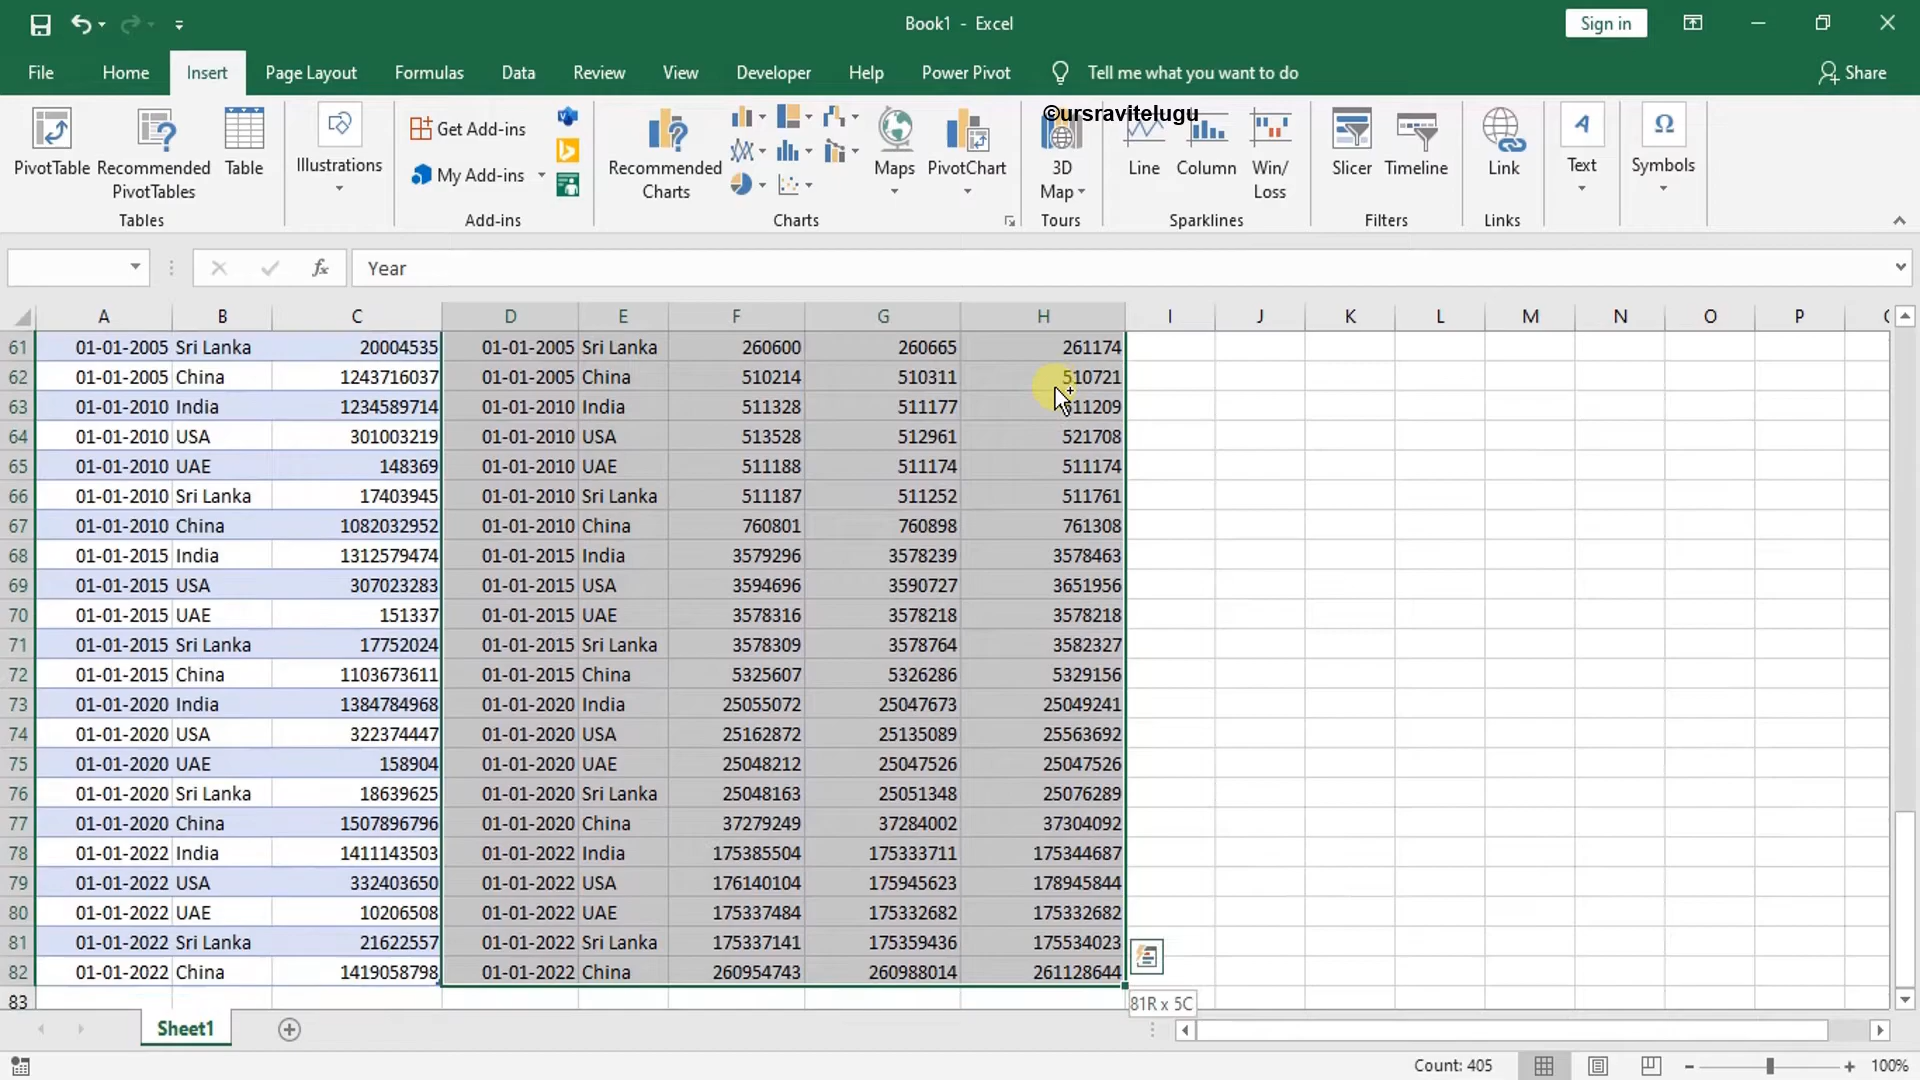 Book1 - Excel
Sign in
File Home Insert Page Layout Formulas Data Review View Developer Help Power Pivot Tell me what you want to do Share
©ursravitelugu
PivotTable Recommended PivotTables Table
Tables
Illustrations
Get Add-ins
My Add-ins
Add-ins
Recommended Charts
Maps PivotChart
Charts
3D Map
Tours
Line Column Win/Loss
Sparklines
Slicer Timeline
Filters
Link
Links
Text
Symbols
fx Year
A B C D E F G H I J K L M N O P
61 01-01-2005 Sri Lanka 20004535 01-01-2005 Sri Lanka 260600 260665 261174
62 01-01-2005 China 1243716037 01-01-2005 China 510214 510311 510721
63 01-01-2010 India 1234589714 01-01-2010 India 511328 511177 511209
64 01-01-2010 USA 301003219 01-01-2010 USA 513528 512961 521708
65 01-01-2010 UAE 148369 01-01-2010 UAE 511188 511174 511174
66 01-01-2010 Sri Lanka 17403945 01-01-2010 Sri Lanka 511187 511252 511761
67 01-01-2010 China 1082032952 01-01-2010 China 760801 760898 761308
68 01-01-2015 India 1312579474 01-01-2015 India 3579296 3578239 3578463
69 01-01-2015 USA 307023283 01-01-2015 USA 3594696 3590727 3651956
70 01-01-2015 UAE 151337 01-01-2015 UAE 3578316 3578218 3578218
71 01-01-2015 Sri Lanka 17752024 01-01-2015 Sri Lanka 3578309 3578764 3582327
72 01-01-2015 China 1103673611 01-01-2015 China 5325607 5326286 5329156
73 01-01-2020 India 1384784968 01-01-2020 India 25055072 25047673 25049241
74 01-01-2020 USA 322374447 01-01-2020 USA 25162872 25135089 25563692
75 01-01-2020 UAE 158904 01-01-2020 UAE 25048212 25047526 25047526
76 01-01-2020 Sri Lanka 18639625 01-01-2020 Sri Lanka 25048163 25051348 25076289
77 01-01-2020 China 1507896796 01-01-2020 China 37279249 37284002 37304092
78 01-01-2022 India 1411143503 01-01-2022 India 175385504 175333711 175344687
79 01-01-2022 USA 332403650 01-01-2022 USA 176140104 175945623 178945844
80 01-01-2022 UAE 10206508 01-01-2022 UAE 175337484 175332682 175332682
81 01-01-2022 Sri Lanka 21622557 01-01-2022 Sri Lanka 175337141 175359436 175534023
82 01-01-2022 China 1419058798 01-01-2022 China 260954743 260988014 261128644
83
81R x 5C
Sheet1
Count: 405
100%